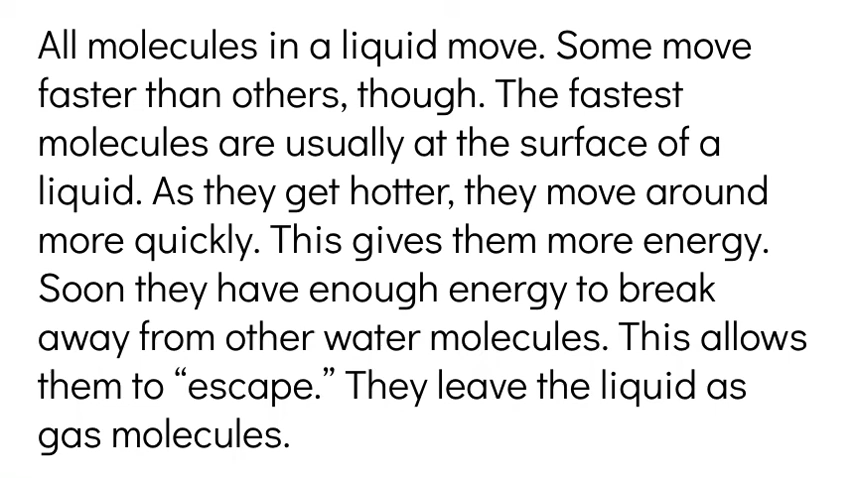 All molecules in a liquid move. Some move
faster than others, though. The fastest
molecules are usually at the surface of a
liquid. As they get hotter, they move around
more quickly. This gives them more energy.
Soon they have enough energy to break
away from other water molecules. This allows
them to “escape.” They leave the liquid as
gas molecules.